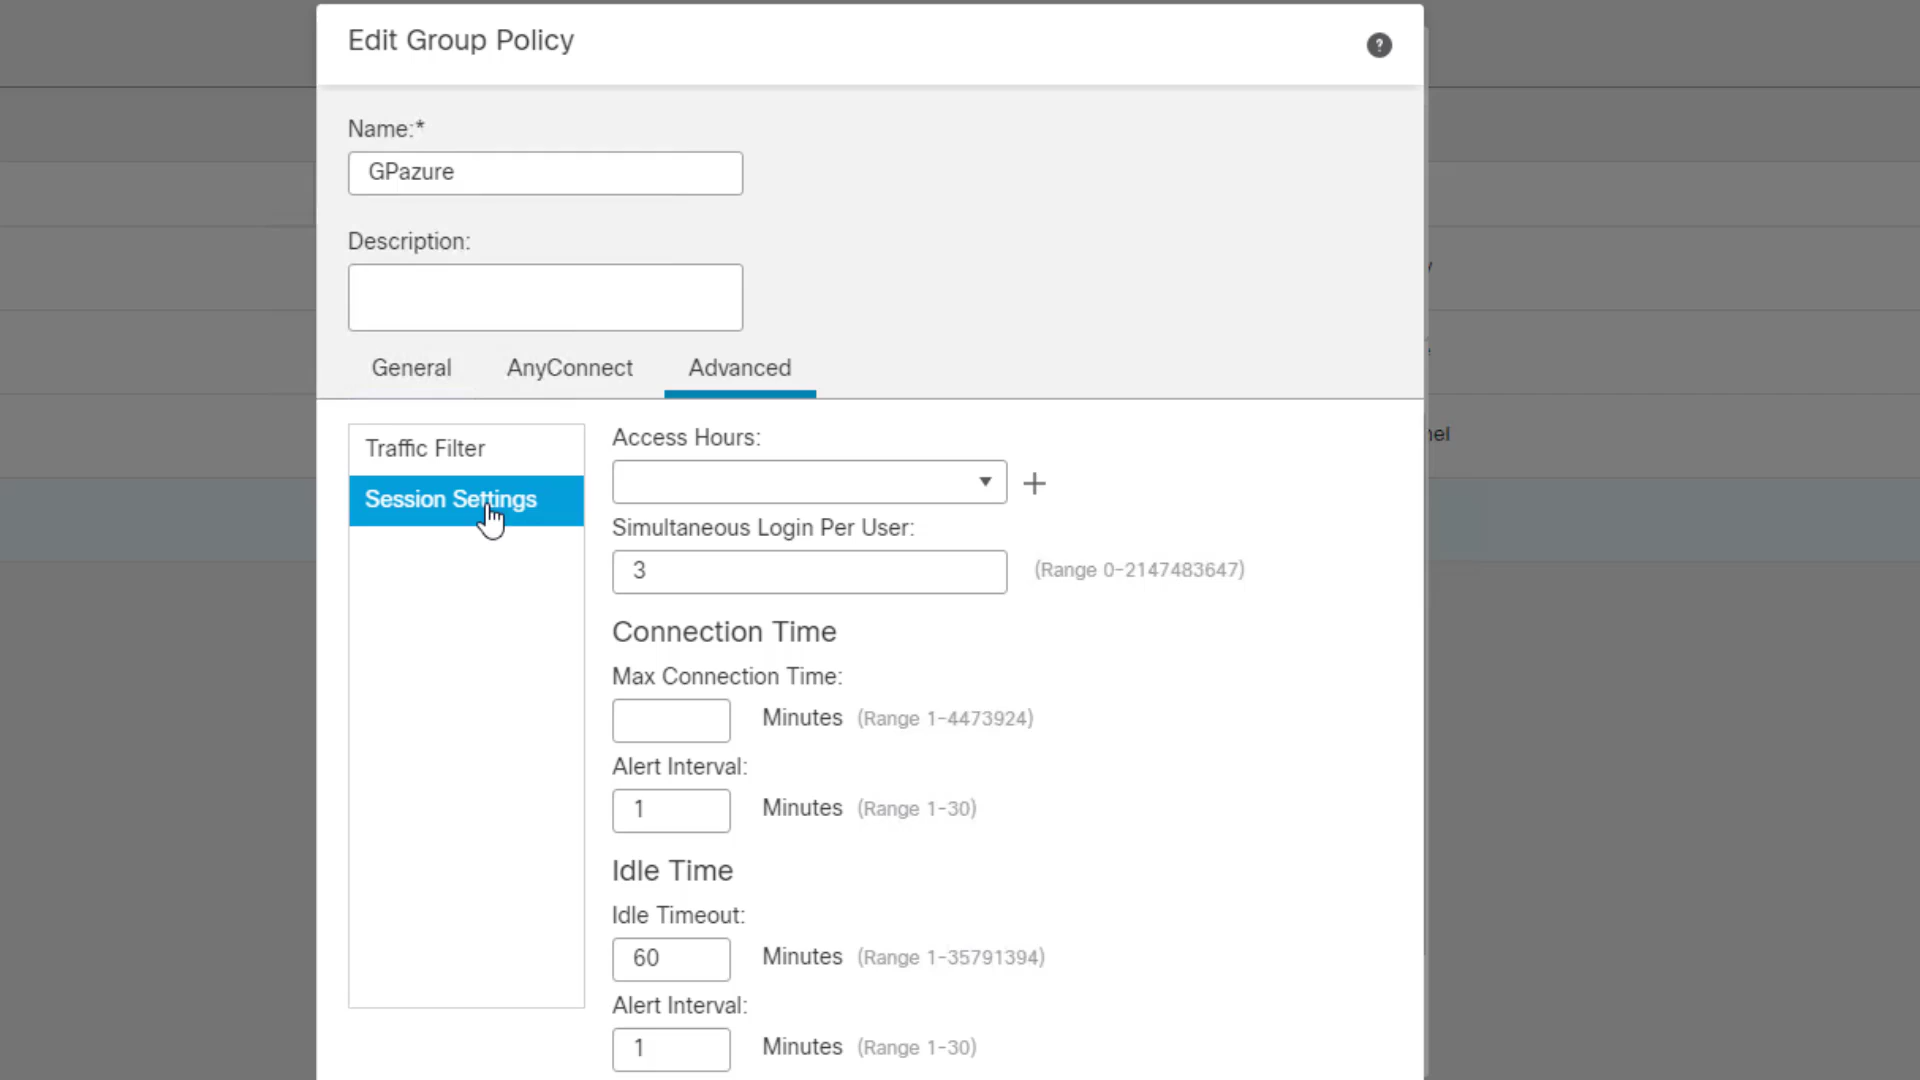 Edit Group Policy
?
Name:*
GPazure
Description:
General AnyConnect Advanced
Traffic Filter
Session Settings
Access Hours:
Simultaneous Login Per User:
3 (Range 0-2147483647)
Connection Time
Max Connection Time:
Minutes (Range 1-4473924)
Alert Interval:
1 Minutes (Range 1-30)
Idle Time
Idle Timeout:
60 Minutes (Range 1-35791394)
Alert Interval:
1 Minutes (Range 1-30)